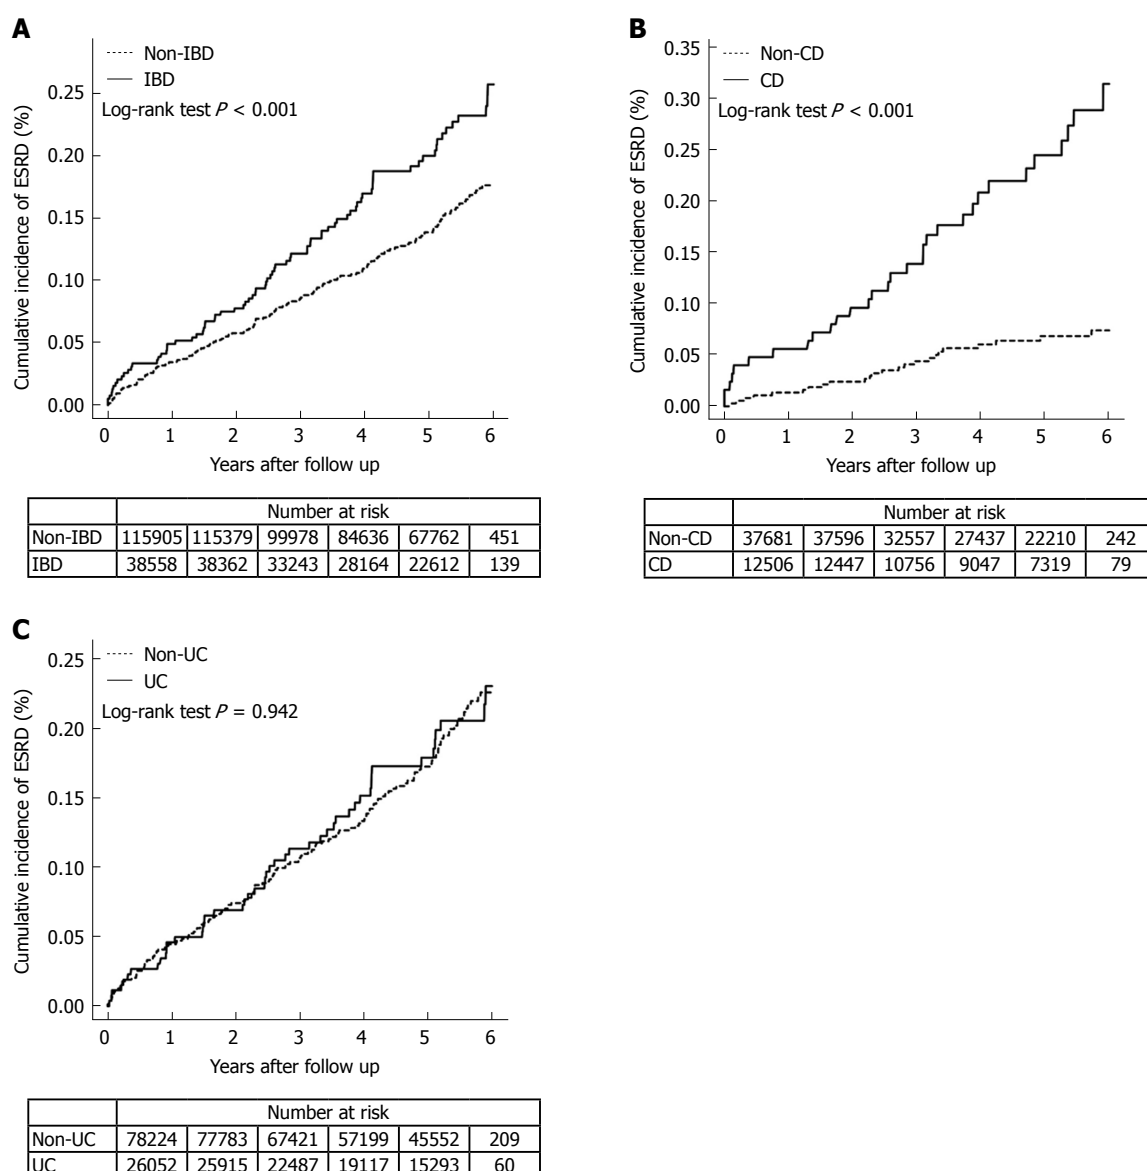 A
Non-IBD
IBD
Log-rank test P < 0.001
Cumulative incidence of ESRD (%)
0.25
0.20
0.15
0.10
0.05
0.00
0 1 2 3 4 5 6
Years after follow up
Number at risk
Non-IBD 115905 115379 99978 84636 67762 451
IBD 38558 38362 33243 28164 22612 139
B
Non-CD
CD
Log-rank test P < 0.001
Cumulative incidence of ESRD (%)
0.35
0.30
0.25
0.20
0.15
0.10
0.05
0.00
0 1 2 3 4 5 6
Years after follow up
Number at risk
Non-CD 37681 37596 32557 27437 22210 242
CD 12506 12447 10756 9047 7319 79
C
Non-UC
UC
Log-rank test P = 0.942
Cumulative incidence of ESRD (%)
0.25
0.20
0.15
0.10
0.05
0.00
0 1 2 3 4 5 6
Years after follow up
Number at risk
Non-UC 78224 77783 67421 57199 45552 209
UC 26052 25915 22487 19117 15293 60